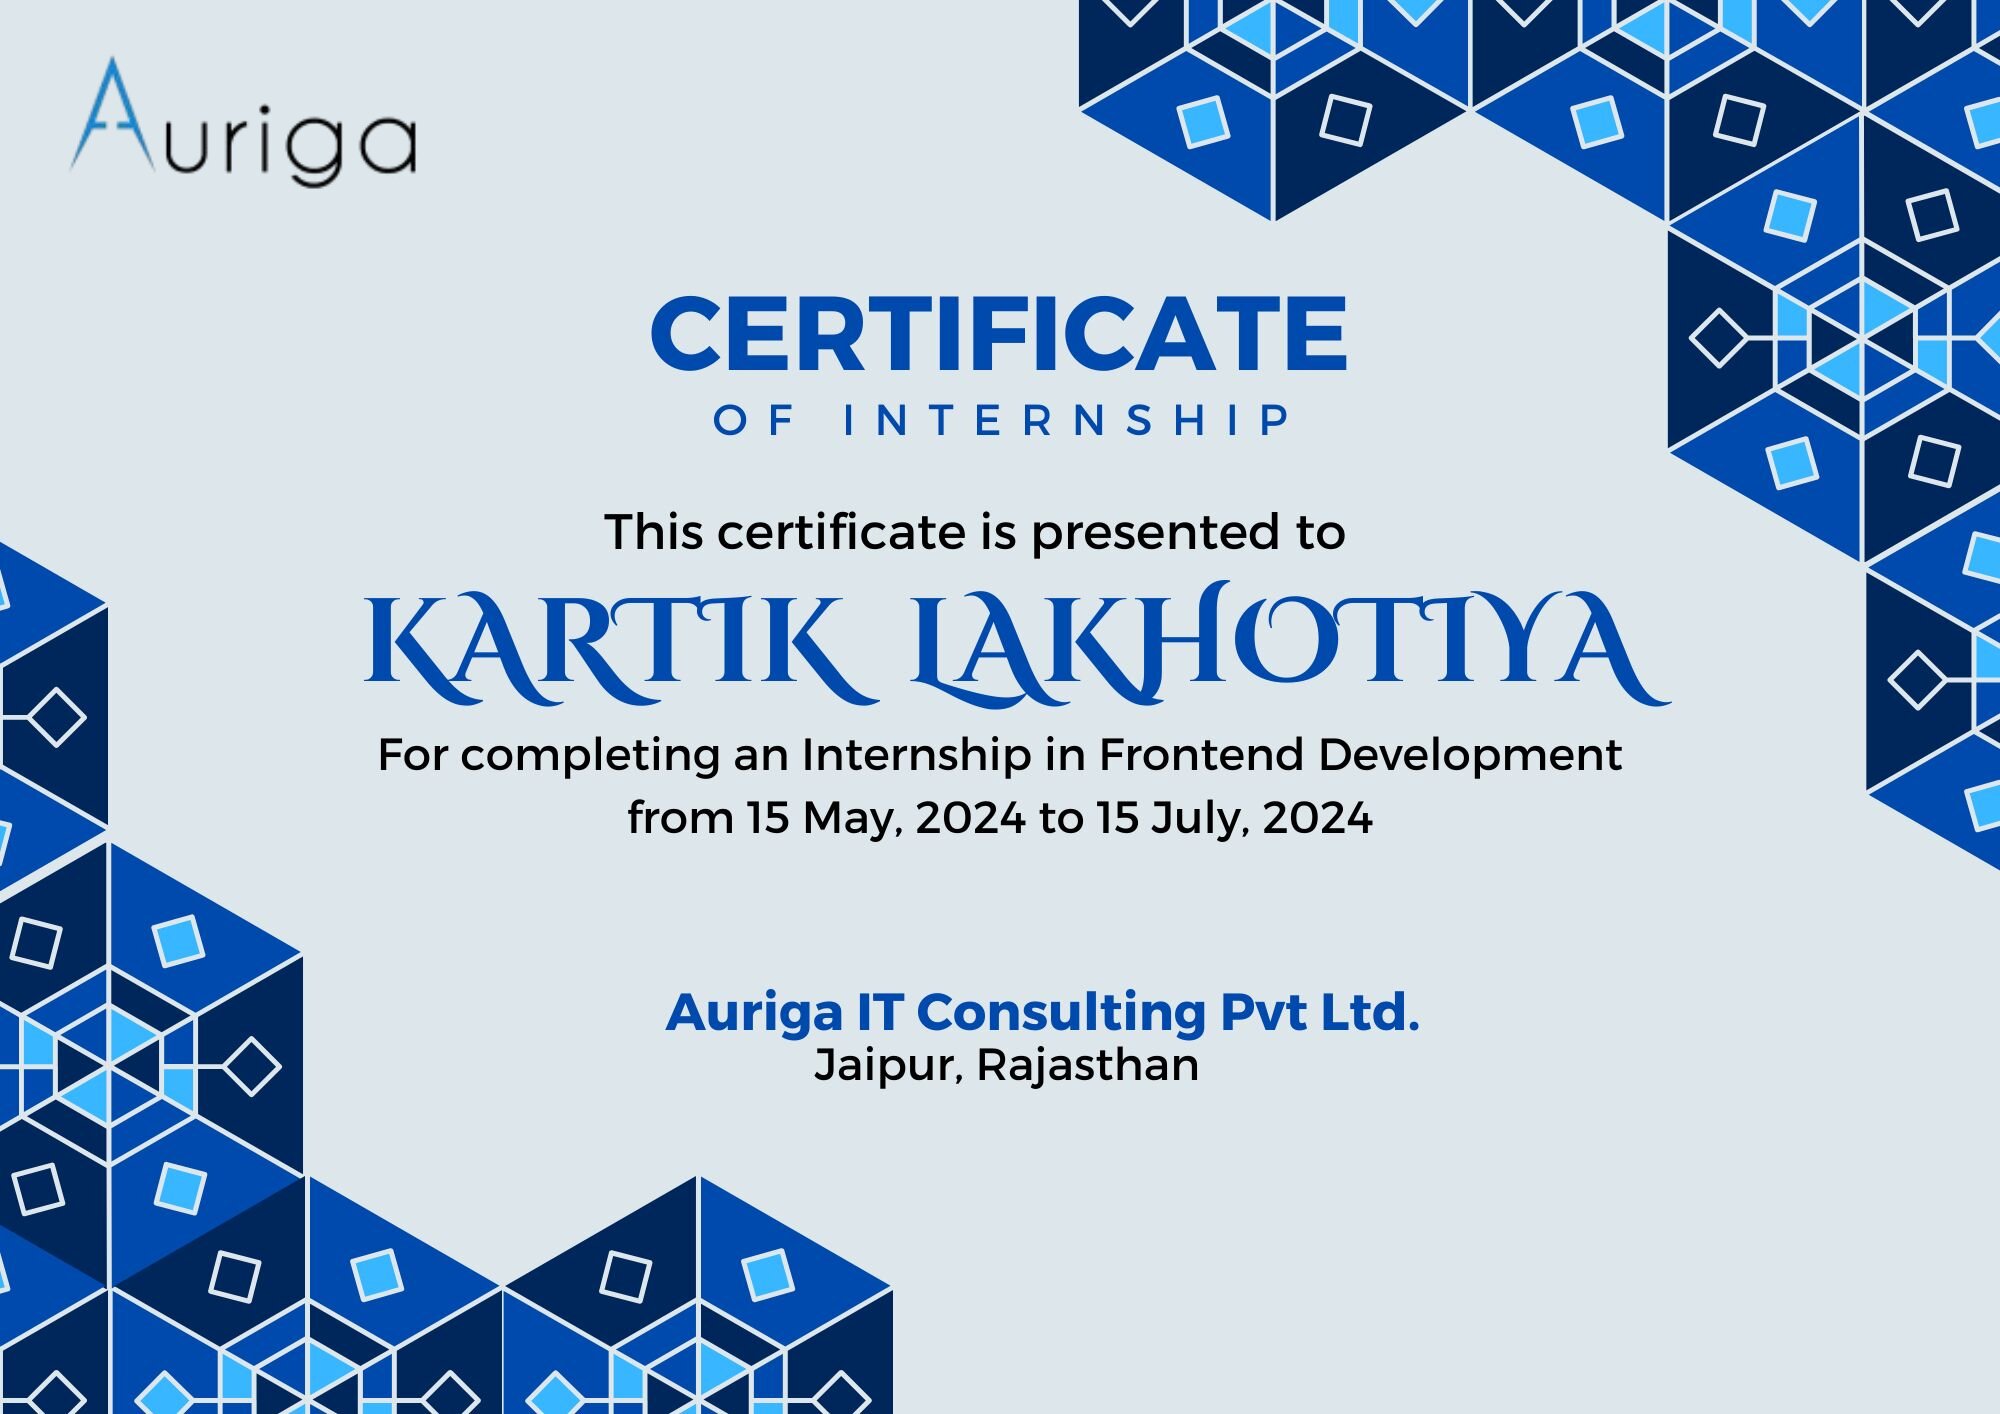 Auriga
CERTIFICATE
OF INTERNSHIP
This certificate is presented to
KARTIK LAKHOTIYA
For completing an Internship in Frontend Development
from 15 May, 2024 to 15 July, 2024
Auriga IT Consulting Pvt Ltd.
Jaipur, Rajasthan